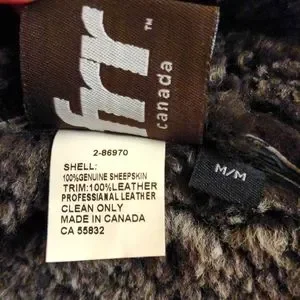 frr™
canada
2-86970
SHELL:
100%GENUINE SHEEPSKIN
TRIM:100%LEATHER
PROFESSIONAL LEATHER
CLEAN ONLY
MADE IN CANADA
CA 55832
M/M